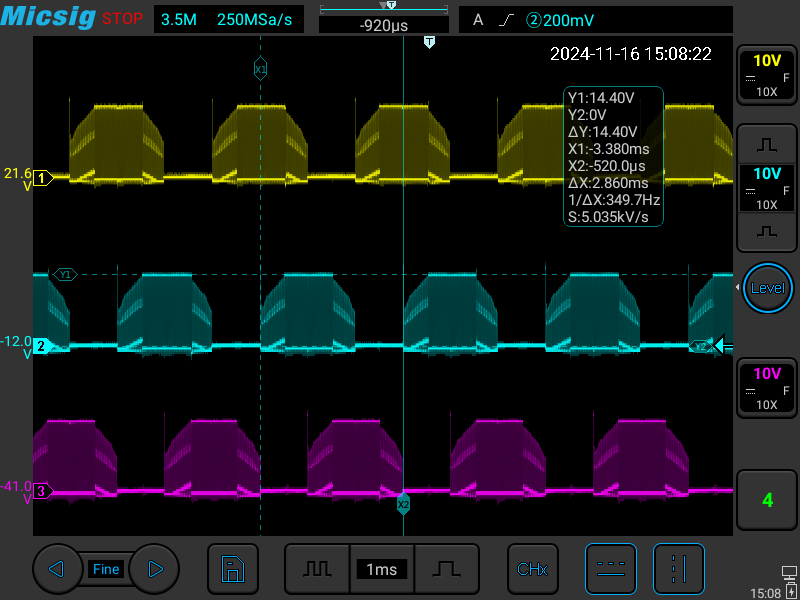 Micsig STOP 3.5M 250MSa/s -920µs A ②200mV
T
T
2024-11-16 15:08:22
X1
10V
F
10X
Y1:14.40V
Y2:0V
ΔY:14.40V
X1:-3.380ms
X2:-520.0µs
ΔX:2.860ms
1/ΔX:349.7Hz
S:5.035kV/s
21.6
V
1
10V
F
10X
Y1
Level
-12.0
V
2
Y2
10V
F
10X
-41.0
V
3
X2
4
Fine
1ms
CHx
15:08